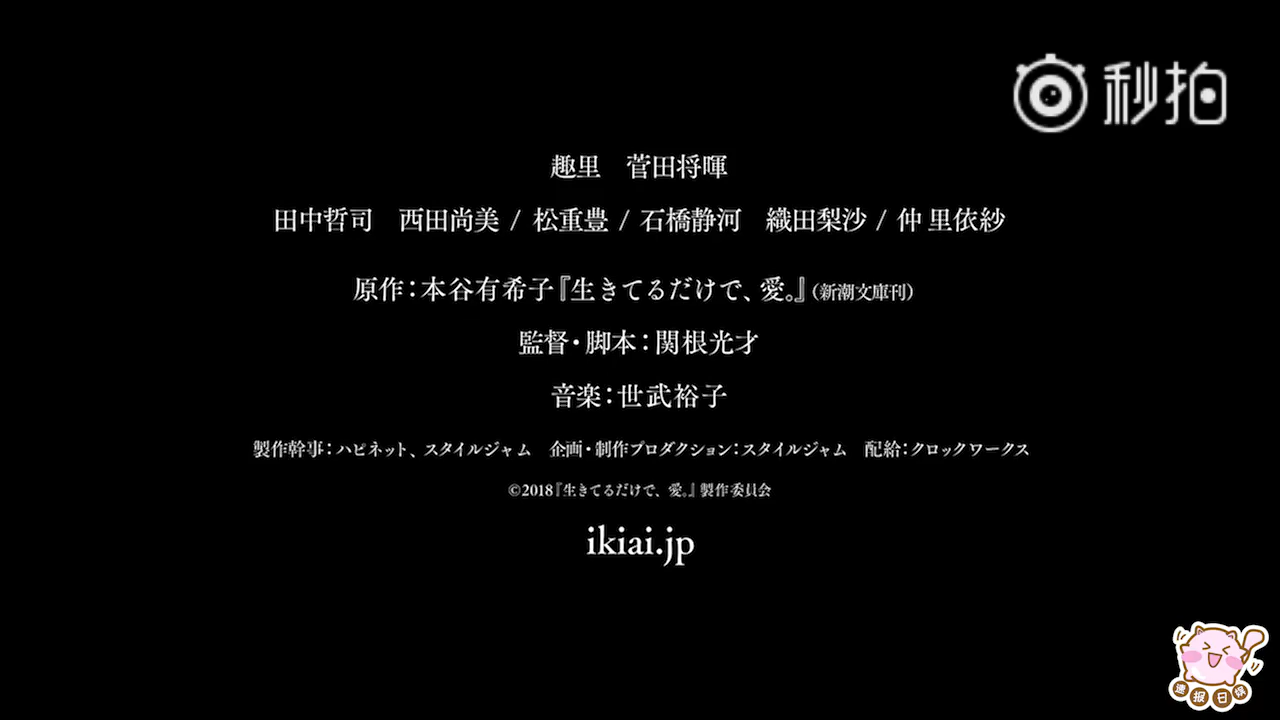 秒拍
趣里　菅田将暉
田中哲司　西田尚美 / 松重豊 / 石橋静河　織田梨沙 / 仲 里依紗
原作：本谷有希子『生きてるだけで、愛。』（新潮文庫刊）
監督・脚本：関根光才
音楽：世武裕子
製作幹事：ハピネット、スタイルジャム　企画・制作プロダクション：スタイルジャム　配給：クロックワークス
©2018『生きてるだけで、愛。』製作委員会
ikiai.jp
速报日娱